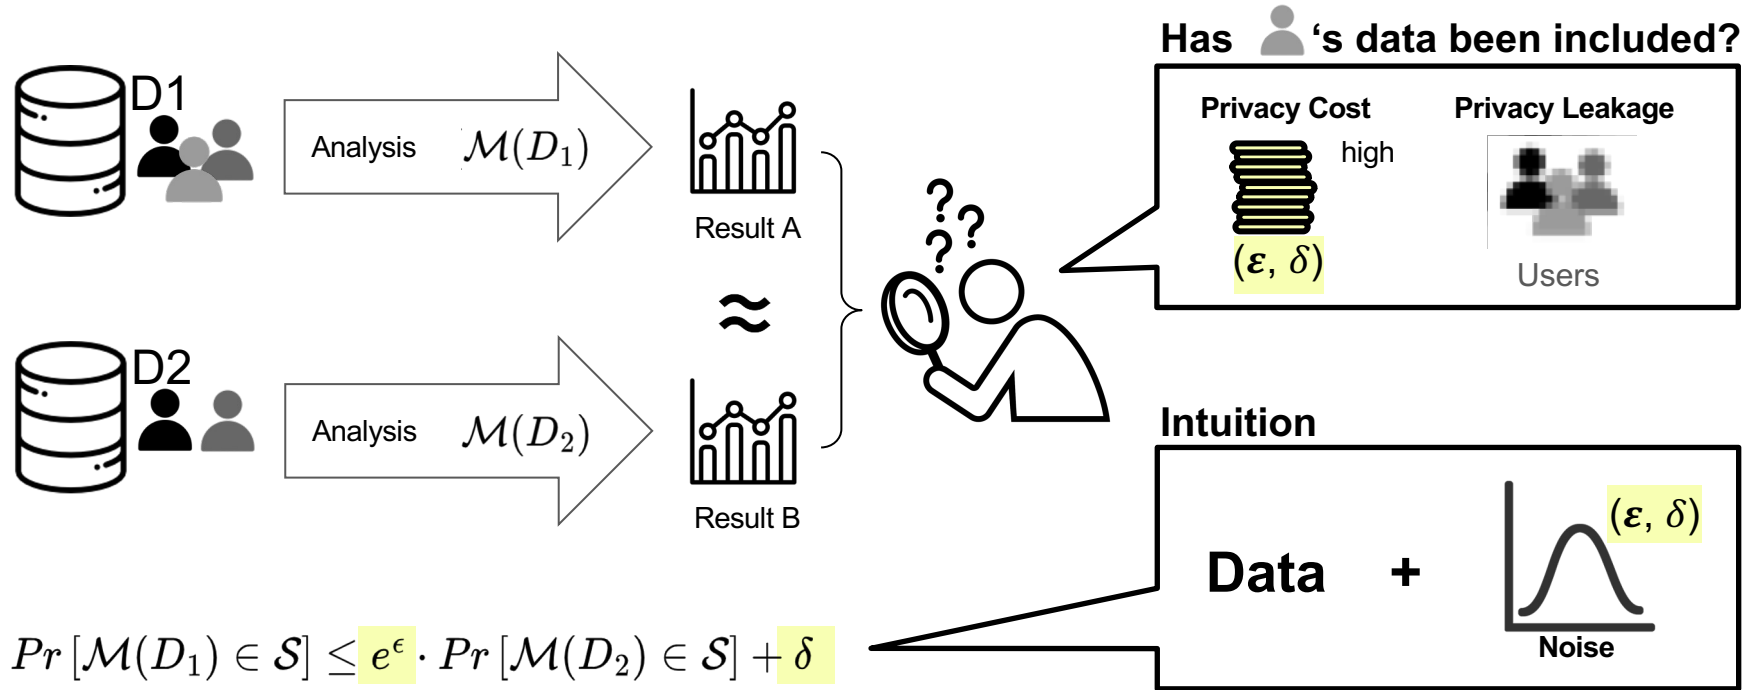 Has 's data been included?
D1
Analysis M(D₁)
Result A
Privacy Cost
high
(ε, δ)
Privacy Leakage
Users
? ? ?
≈
D2
Analysis M(D₂)
Result B
Intuition
Data +
(ε, δ)
Noise
Pr [M(D₁) ∈ S] ≤ e^ϵ · Pr [M(D₂) ∈ S] + δ